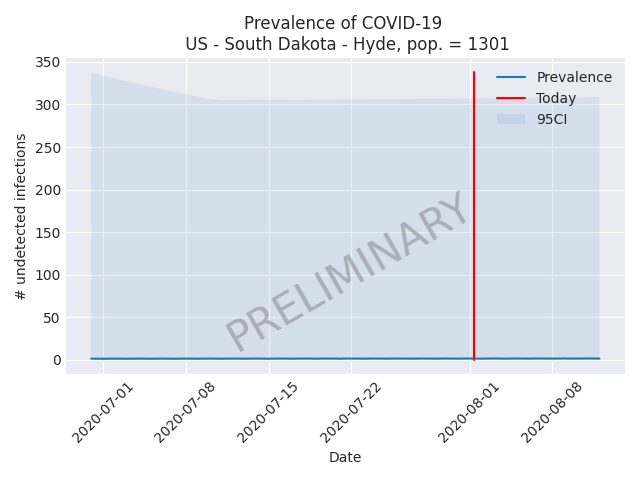 Prevalence of COVID-19
US - South Dakota - Hyde, pop. = 1301
350
300
250
200
150
100
50
0
# undetected infections
Prevalence
Today
95CI
PRELIMINARY
2020-07-01
2020-07-08
2020-07-15
2020-07-22
2020-08-01
2020-08-08
Date